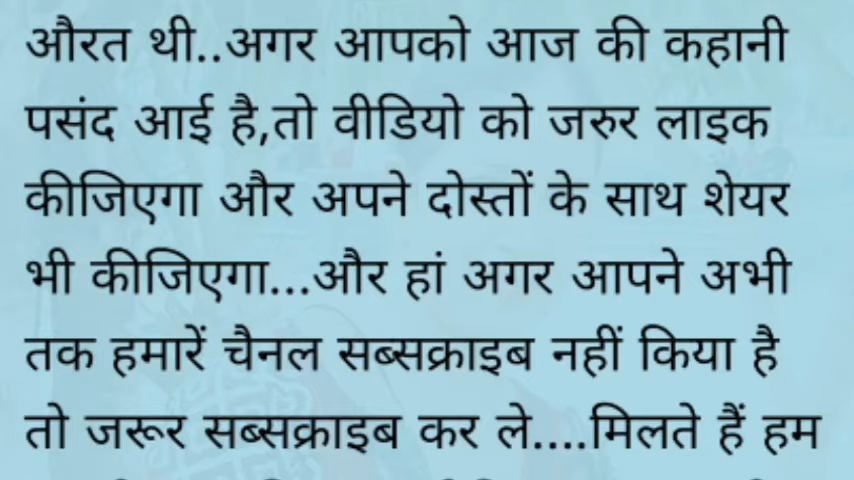 औरत थी..अगर आपको आज की कहानी
पसंद आई है,तो वीडियो को जरुर लाइक
कीजिएगा और अपने दोस्तों के साथ शेयर
भी कीजिएगा...और हां अगर आपने अभी
तक हमारें चैनल सब्सक्राइब नहीं किया है
तो जरूर सब्सक्राइब कर ले....मिलते हैं हम